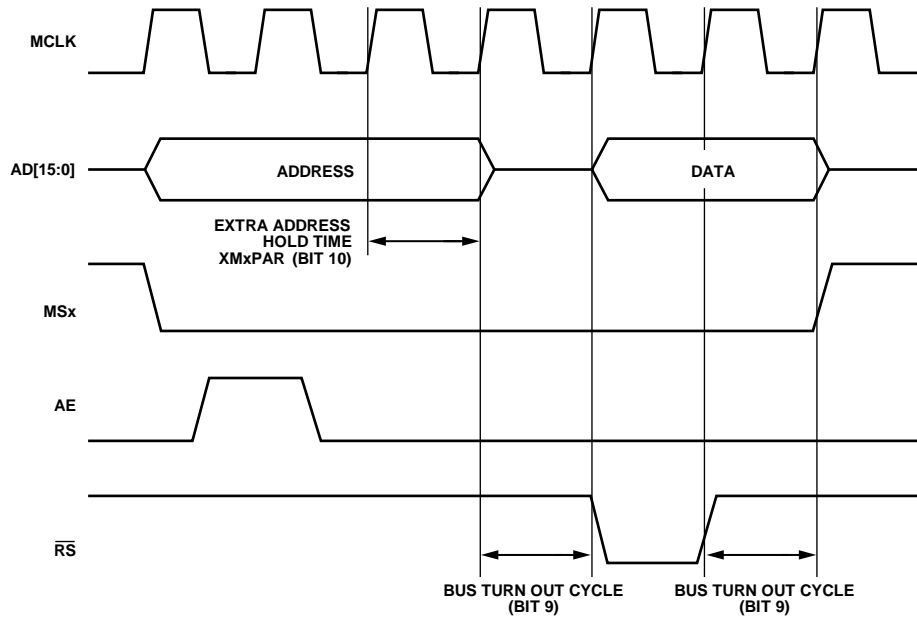 MCLK
AD[15:0]
ADDRESS
DATA
EXTRA ADDRESS
HOLD TIME
XMxPAR (BIT 10)
MSx
AE
RS
BUS TURN OUT CYCLE
(BIT 9)
BUS TURN OUT CYCLE
(BIT 9)